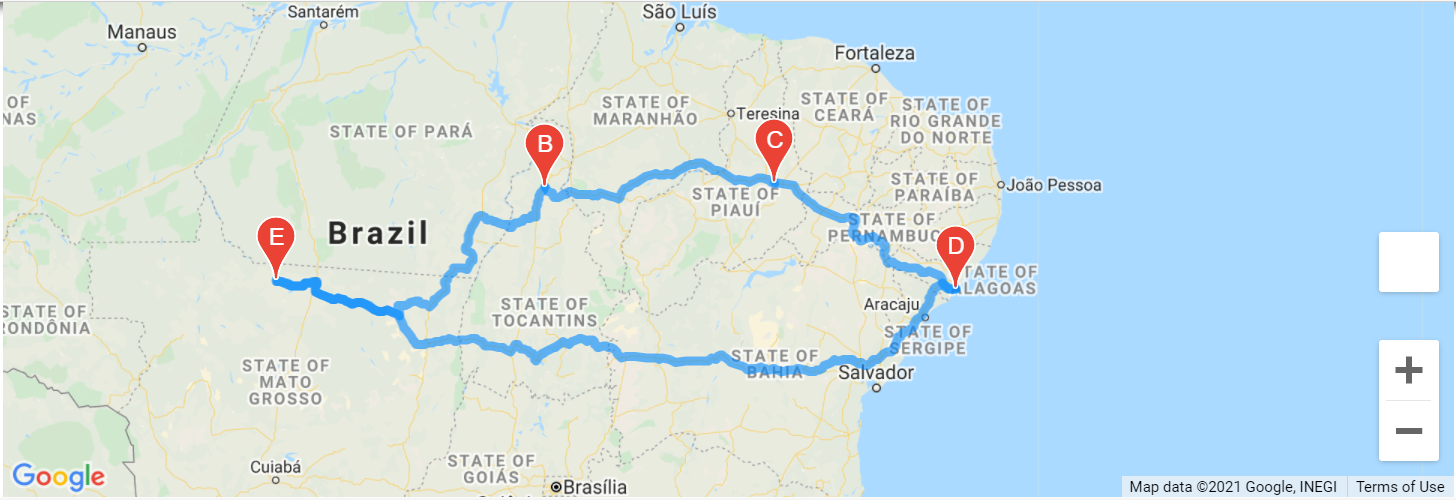 Santarém
São Luís
Manaus
Fortaleza
OF
NAS
STATE OF
MARANHÃO
STATE OF
CEARÁ
STATE OF
RIO GRANDE
DO NORTE
Teresina
STATE OF PARÁ
B
C
STATE OF
PARAÍBA
João Pessoa
STATE OF
PIAUÍ
STATE OF
PERNAMBUC
Brazil
E
D
STATE OF
ALAGOAS
STATE OF
RONDÔNIA
STATE OF
TOCANTINS
Aracaju
STATE OF
SERGIPE
STATE OF
BAHIA
Salvador
STATE OF
MATO
GROSSO
Cuiabá
STATE OF
GOIÁS
Brasília
Google
Map data ©2021 Google, INEGI
Terms of Use